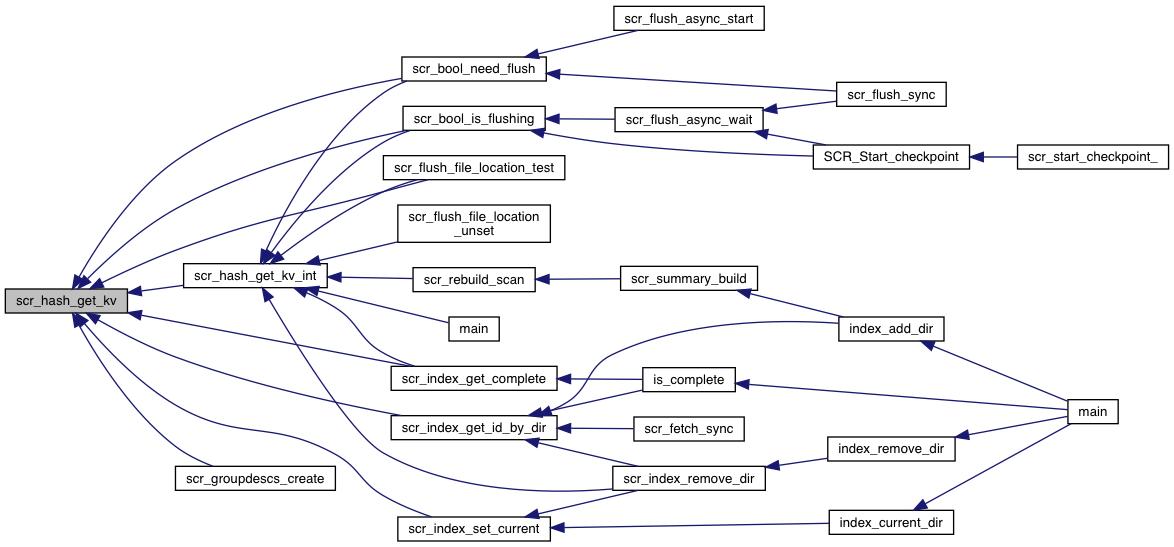 scr_flush_async_start
scr_bool_need_flush
scr_flush_sync
scr_bool_is_flushing
scr_flush_async_wait
SCR_Start_checkpoint
scr_start_checkpoint_
scr_flush_file_location_test
scr_flush_file_location
_unset
scr_hash_get_kv_int
scr_rebuild_scan
scr_summary_build
scr_hash_get_kv
main
index_add_dir
scr_index_get_complete
is_complete
main
scr_index_get_id_by_dir
scr_fetch_sync
index_remove_dir
scr_groupdescs_create
scr_index_remove_dir
scr_index_set_current
index_current_dir